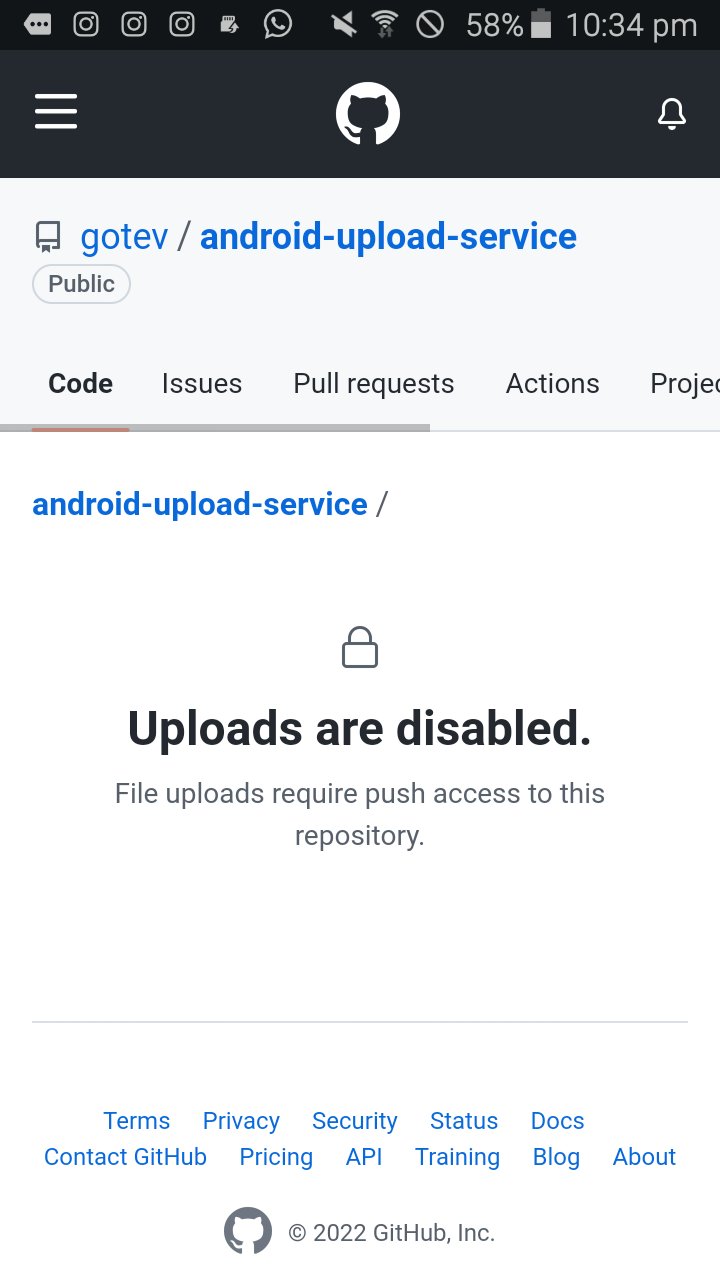 58% 10:34 pm
gotev / android-upload-service
Public
Code Issues Pull requests Actions Projec
android-upload-service /
Uploads are disabled.
File uploads require push access to this
repository.
Terms Privacy Security Status Docs
Contact GitHub Pricing API Training Blog About
© 2022 GitHub, Inc.